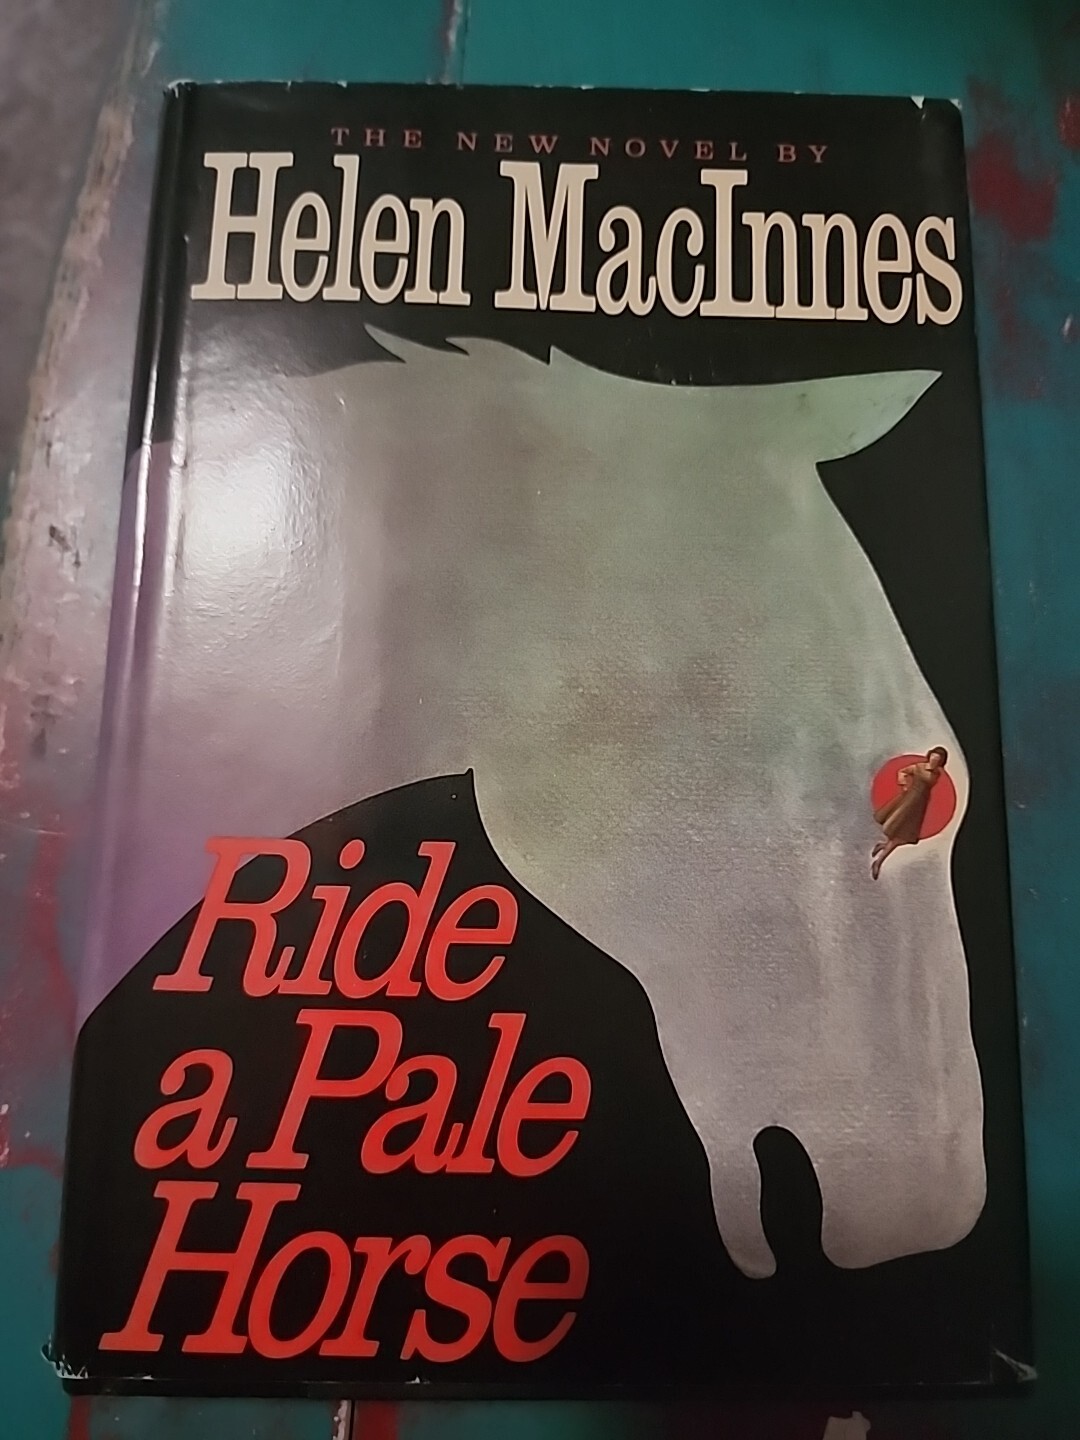 THE NEW NOVEL BY
Helen MacInnes
Ride
a Pale
Horse